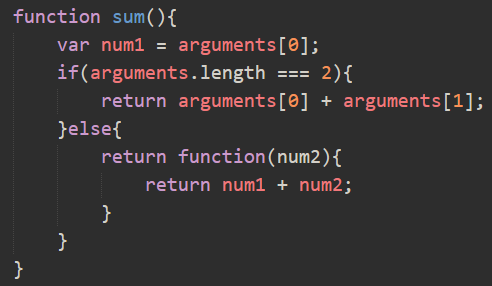 function sum(){
    var num1 = arguments[0];
    if(arguments.length === 2){
        return arguments[0] + arguments[1];
    }else{
        return function(num2){
            return num1 + num2;
        }
    }
}